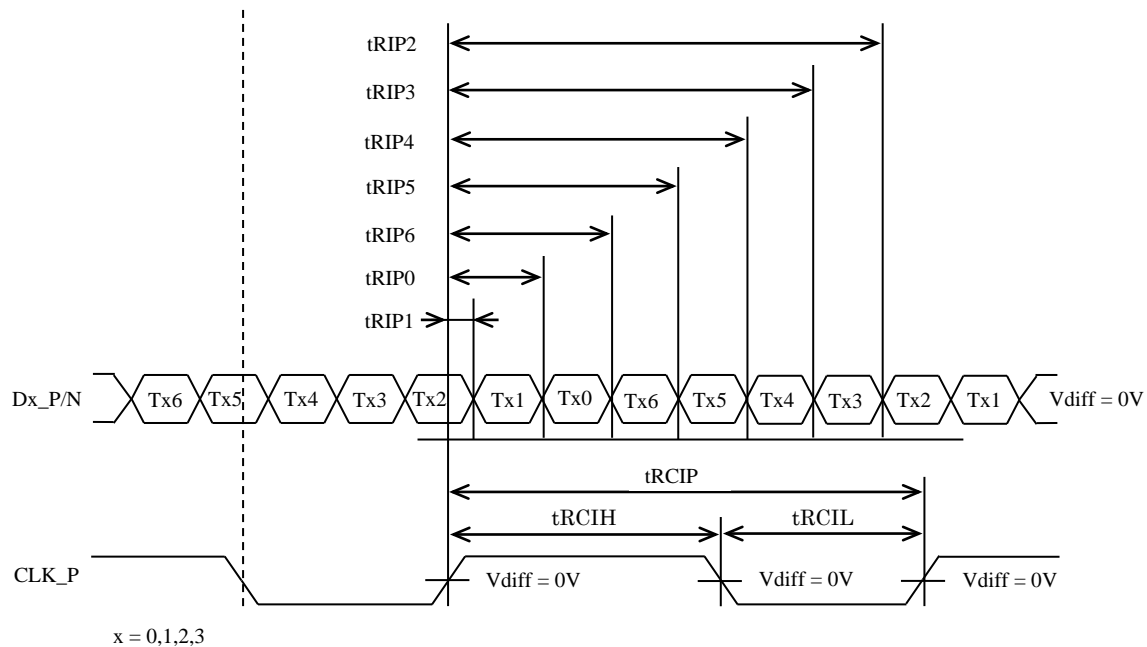 tRIP2
tRIP3
tRIP4
tRIP5
tRIP6
tRIP0
tRIP1
Dx_P/N Tx6 Tx5 Tx4 Tx3 Tx2 Tx1 Tx0 Tx6 Tx5 Tx4 Tx3 Tx2 Tx1 Vdiff = 0V
tRCIP
tRCIH tRCIL
CLK_P Vdiff = 0V Vdiff = 0V Vdiff = 0V
x = 0,1,2,3